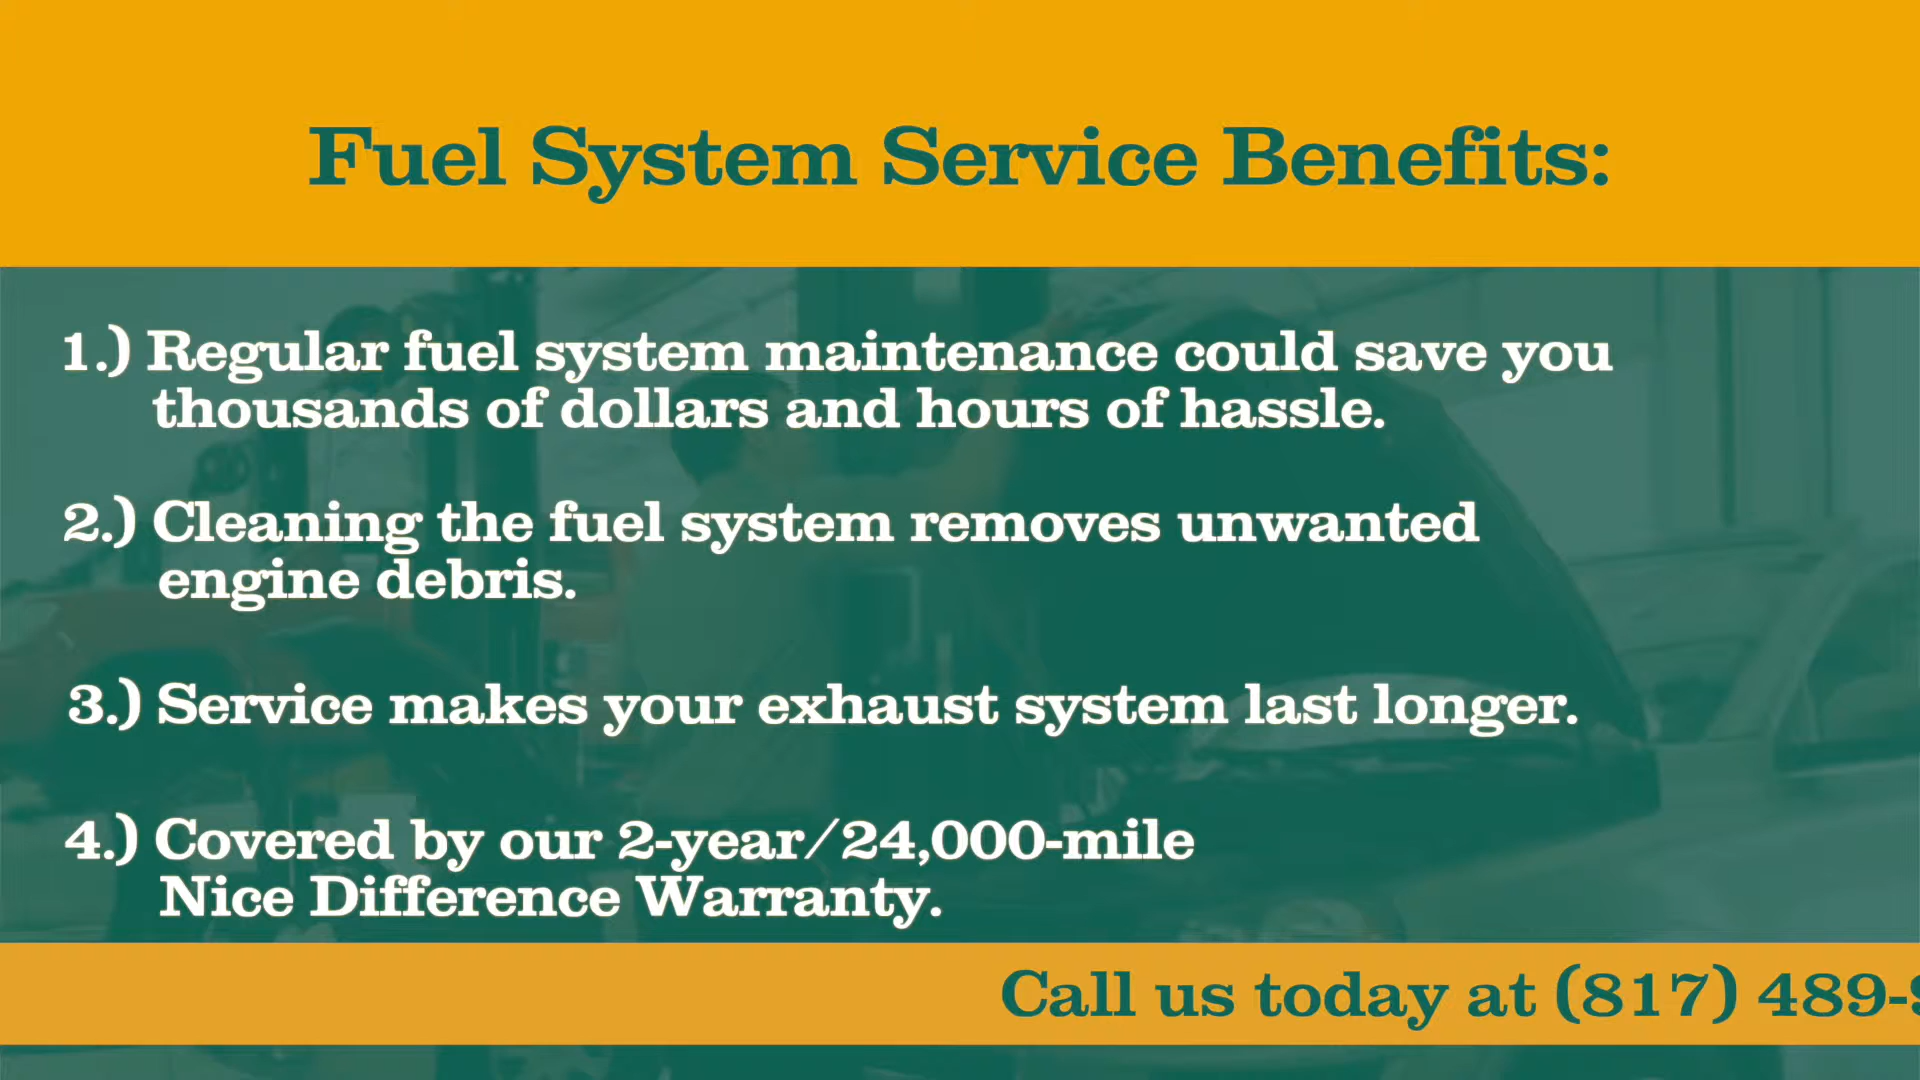 Fuel System Service Benefits:
1.) Regular fuel system maintenance could save you
thousands of dollars and hours of hassle.
2.) Cleaning the fuel system removes unwanted
engine debris.
3.) Service makes your exhaust system last longer.
4.) Covered by our 2-year/24,000-mile
Nice Difference Warranty.
Call us today at (817) 489-